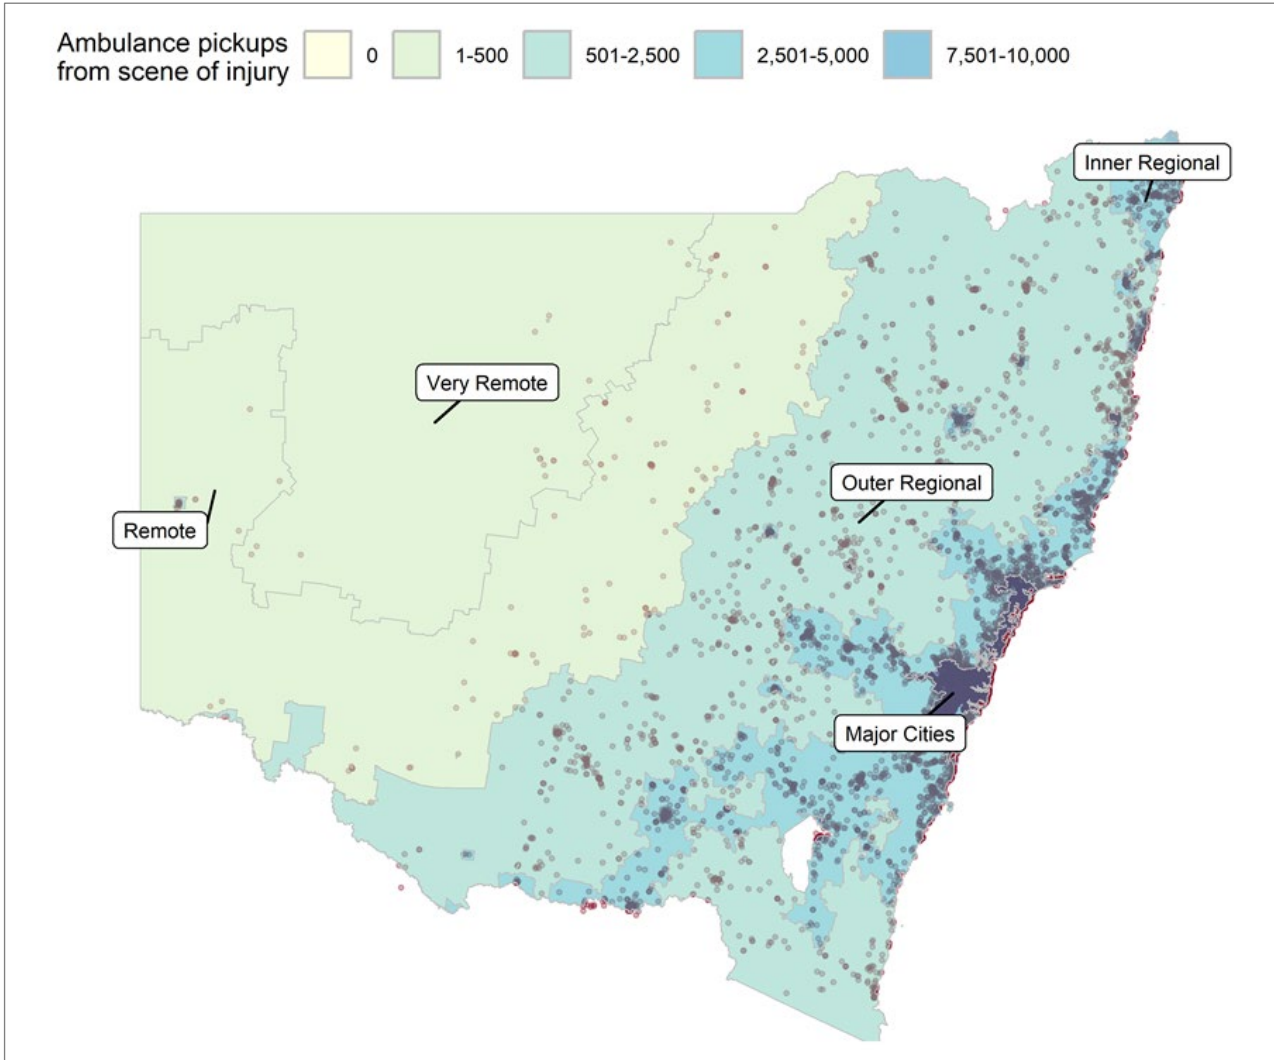 Ambulance pickups
from scene of injury
0
1-500
501-2,500
2,501-5,000
7,501-10,000
Inner Regional
Very Remote
Outer Regional
Remote
Major Cities